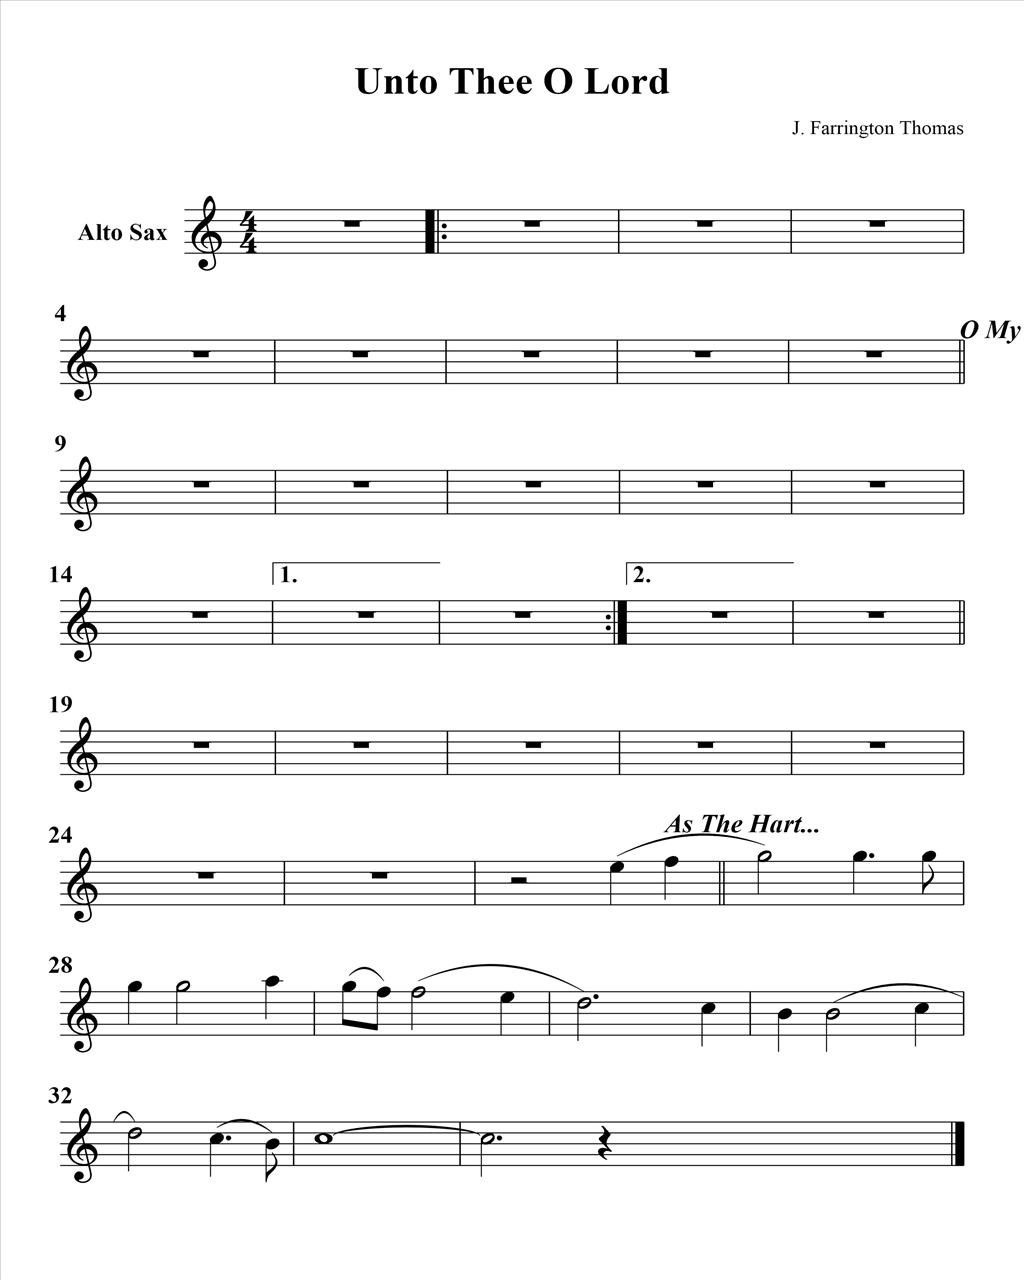 Unto Thee O Lord
J. Farrington Thomas
Alto Sax
4
4
4
O My
9
14
1.
2.
19
24
As The Hart...
28
32